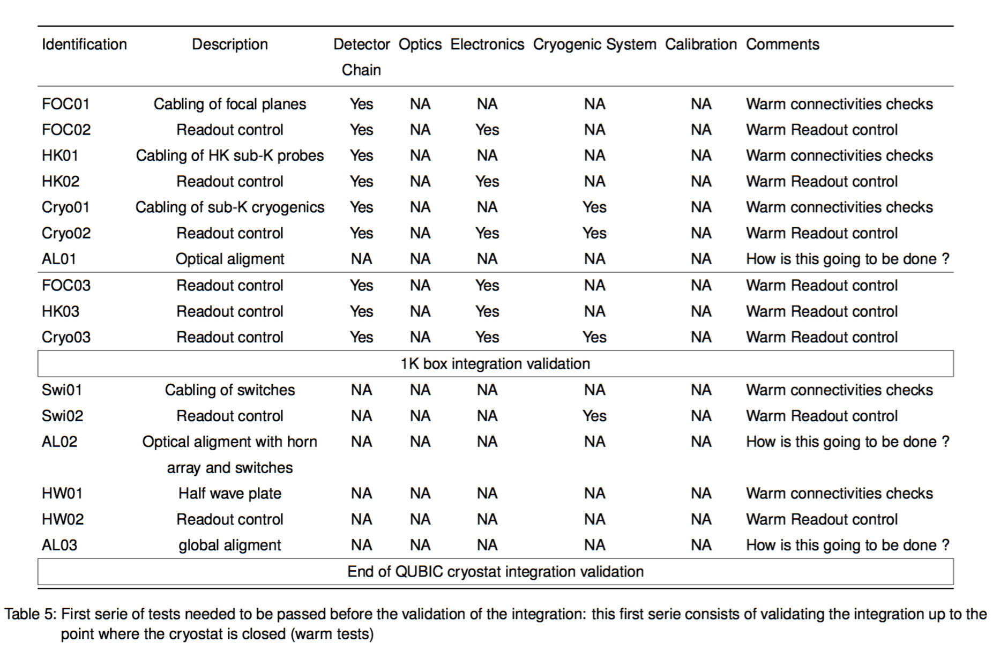 Identification Description Detector Optics Electronics Cryogenic System Calibration Comments
Chain
FOC01 Cabling of focal planes Yes NA NA NA NA Warm connectivities checks
FOC02 Readout control Yes NA Yes NA NA Warm Readout control
HK01 Cabling of HK sub-K probes Yes NA NA NA NA Warm connectivities checks
HK02 Readout control Yes NA Yes NA NA Warm Readout control
Cryo01 Cabling of sub-K cryogenics Yes NA NA Yes NA Warm connectivities checks
Cryo02 Readout control Yes NA Yes Yes NA Warm Readout control
AL01 Optical aligment NA NA NA NA NA How is this going to be done ?
FOC03 Readout control Yes NA Yes NA NA Warm Readout control
HK03 Readout control Yes NA Yes NA NA Warm Readout control
Cryo03 Readout control Yes NA Yes Yes NA Warm Readout control
1K box integration validation
Swi01 Cabling of switches NA NA NA NA NA Warm connectivities checks
Swi02 Readout control NA NA NA Yes NA Warm Readout control
AL02 Optical aligment with horn NA NA NA NA NA How is this going to be done ?
array and switches
HW01 Half wave plate NA NA NA NA NA Warm connectivities checks
HW02 Readout control NA NA NA NA NA Warm Readout control
AL03 global aligment NA NA NA NA NA How is this going to be done ?
End of QUBIC cryostat integration validation
Table 5: First serie of tests needed to be passed before the validation of the integration: this first serie consists of validating the integration up to the
point where the cryostat is closed (warm tests)